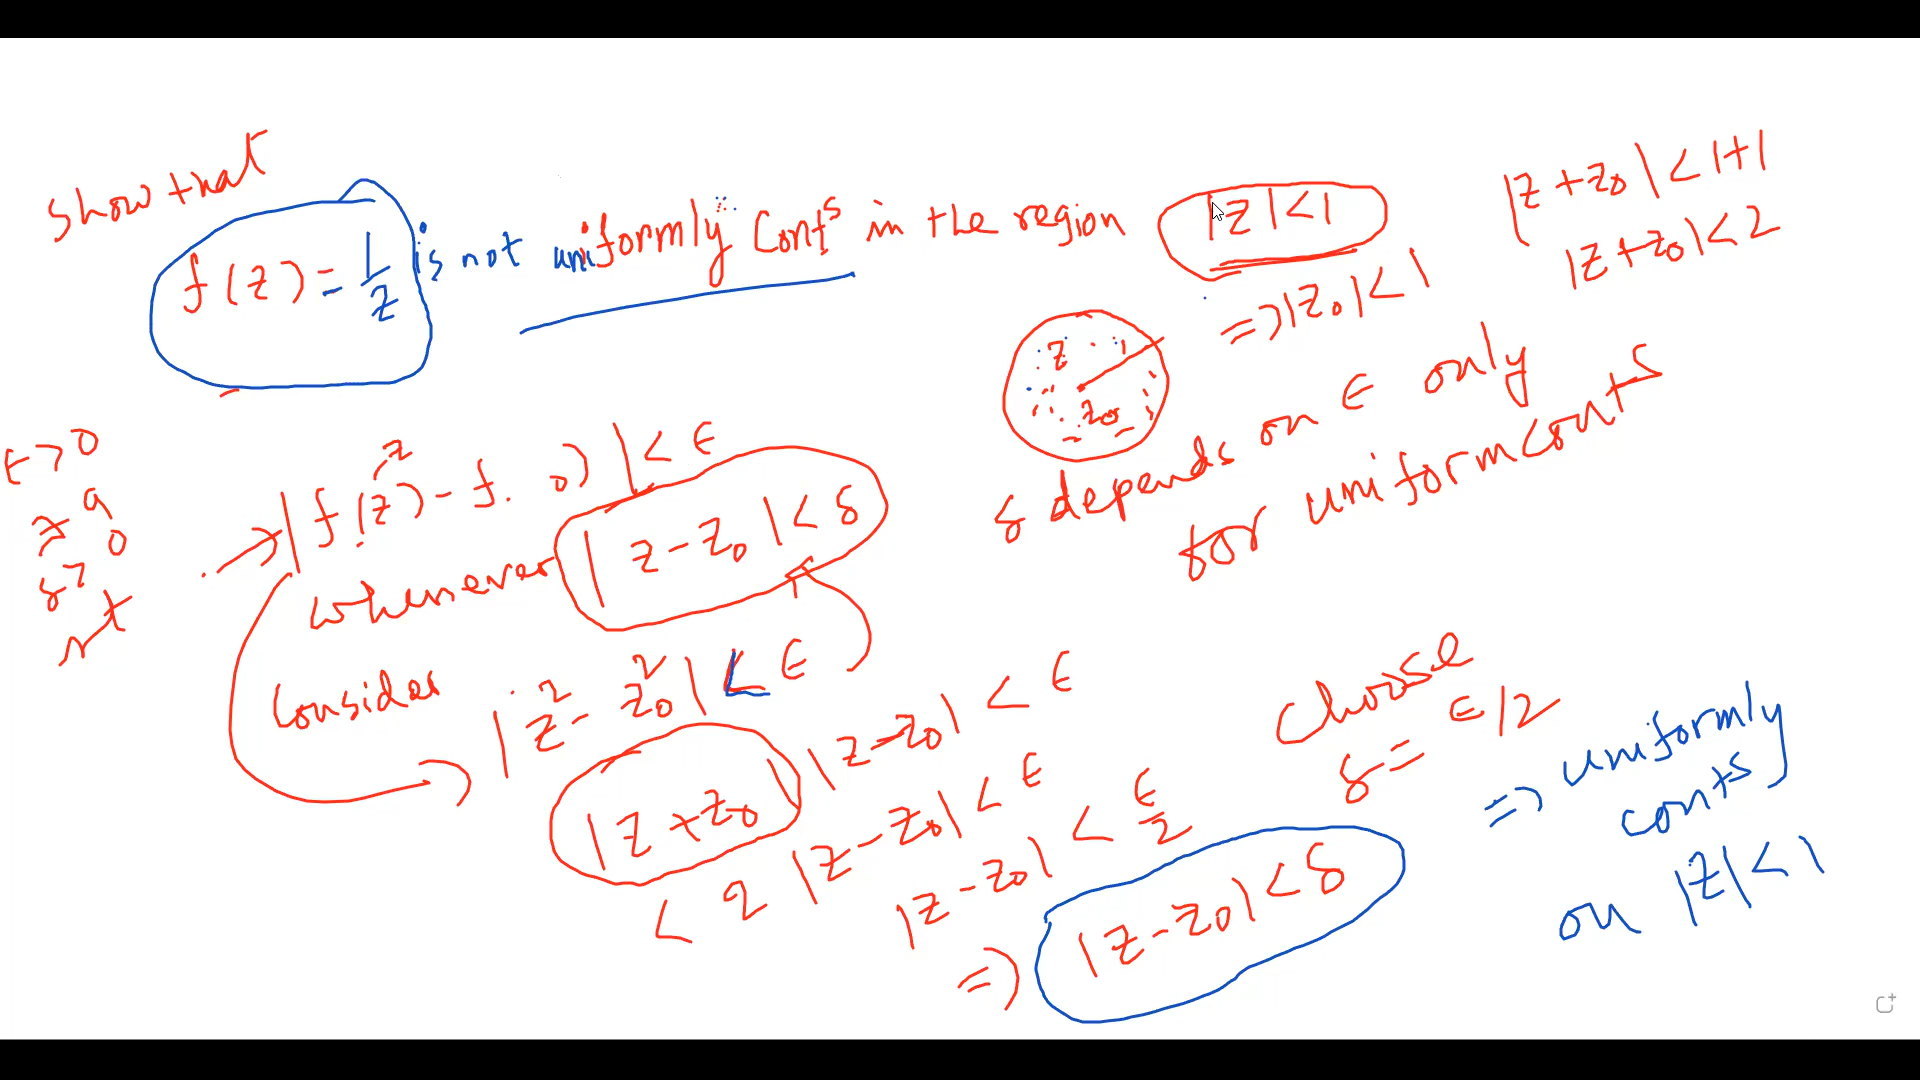 Show that
f(z) = 1/z is not uniformly Conts in the region |z|<1
=> |z0|<1
|z+z0|<1+1
|z+z0|<2
z
z0
δ depends on ε only
for uniform conts
ε>0
δ>0
|f(z)-f. 0)|<ε
whenever |z-z0|<δ
Consider |z²-z0²|<ε
|z+z0| |z-z0|<ε
<2 |z-z0|<ε
|z-z0|<ε/2
=> |z-z0|<δ
Choose
δ= ε/2
=> uniformly
conts
on |z|<1